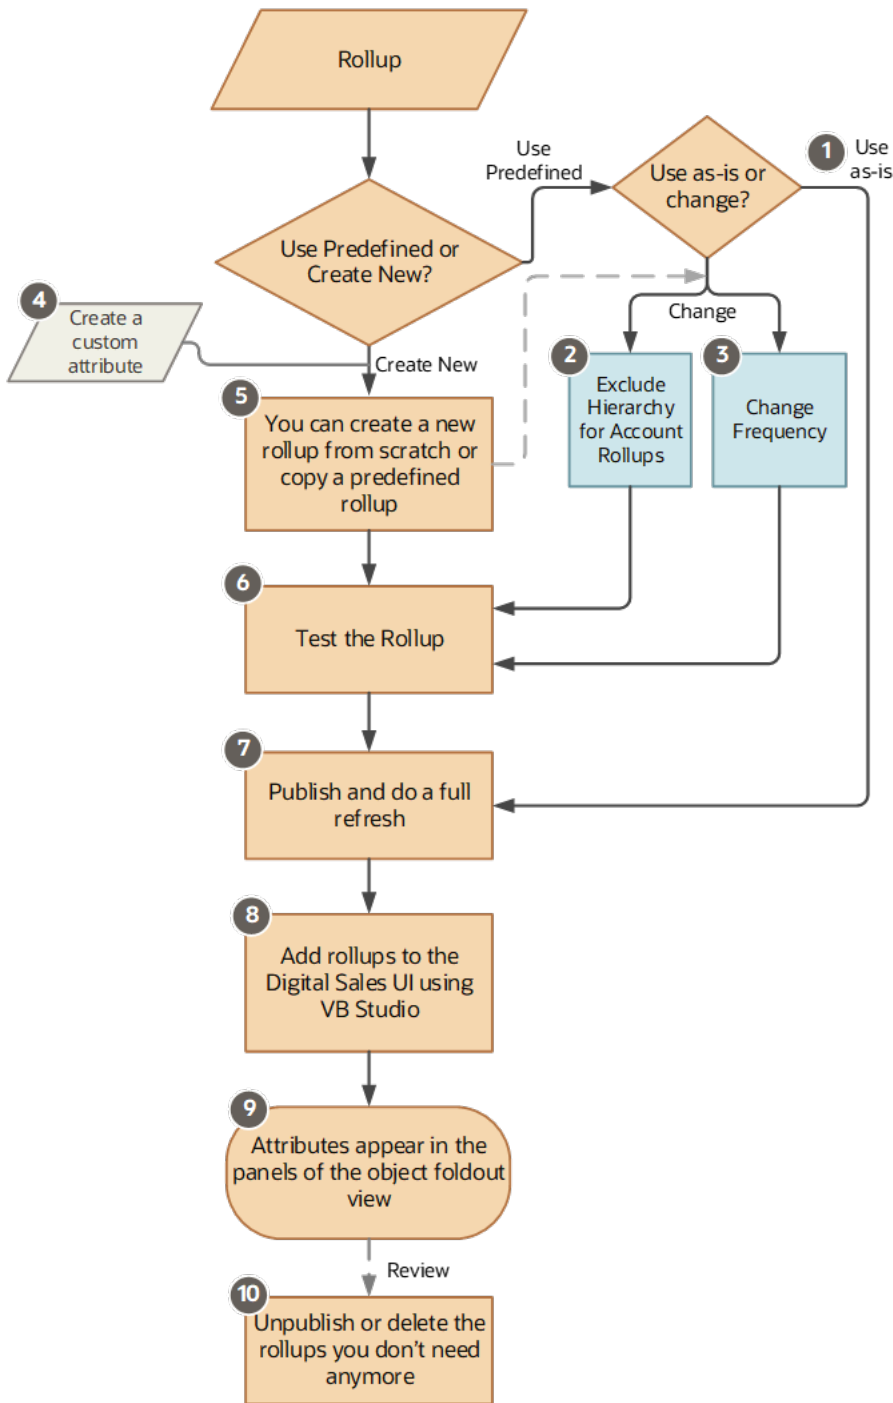 Rollup
Use Predefined or
Create New?
Use
Predefined
Use as-is or
change?
1
Use
as-is
Change
2
Exclude
Hierarchy
for Account
Rollups
3
Change
Frequency
4
Create a
custom
attribute
Create New
5
You can create a new
rollup from scratch or
copy a predefined
rollup
6
Test the Rollup
7
Publish and do a full
refresh
8
Add rollups to the
Digital Sales UI using
VB Studio
9
Attributes appear in the
panels of the object foldout
view
Review
10
Unpublish or delete the
rollups you don't need
anymore